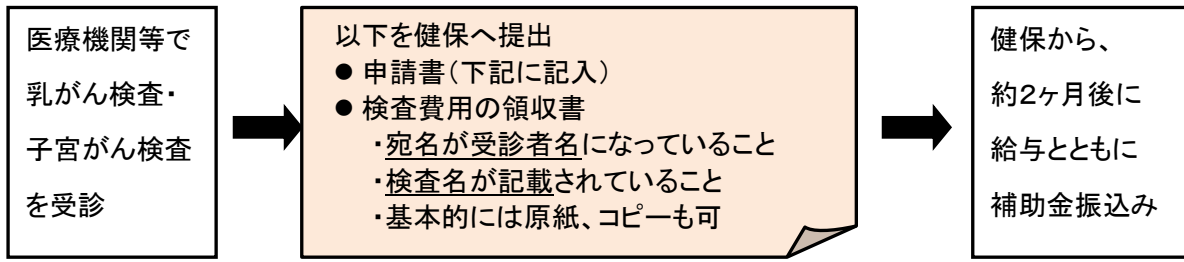 医療機関等で
乳がん検査・
子宮がん検査
を受診
以下を健保へ提出
● 申請書（下記に記入）
● 検査費用の領収書
・宛名が受診者名になっていること
・検査名が記載されていること
・基本的には原紙、コピーも可
健保から、
約２ヶ月後に
給与とともに
補助金振込み